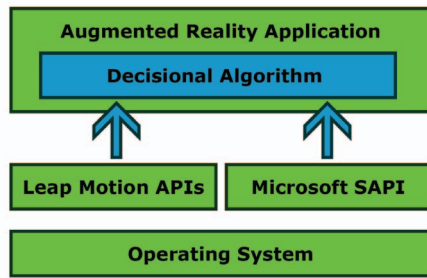 Augmented Reality Application
Decisional Algorithm
Leap Motion APIs
Microsoft SAPI
Operating System